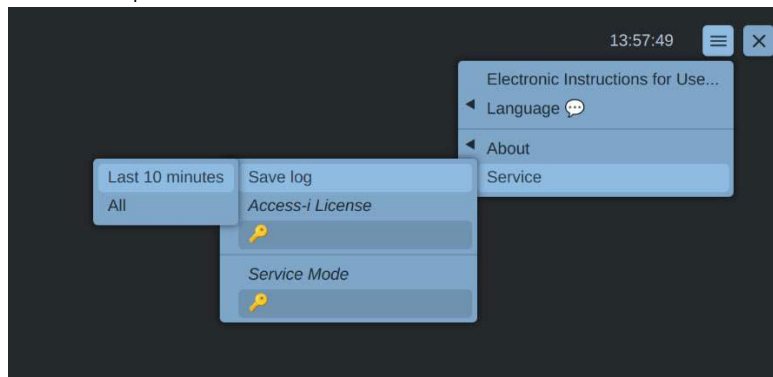 13:57:49
Electronic Instructions for Use...
Language 💬
About
Service
Save log
Access-i License
🔑
Service Mode
🔑
Last 10 minutes
All